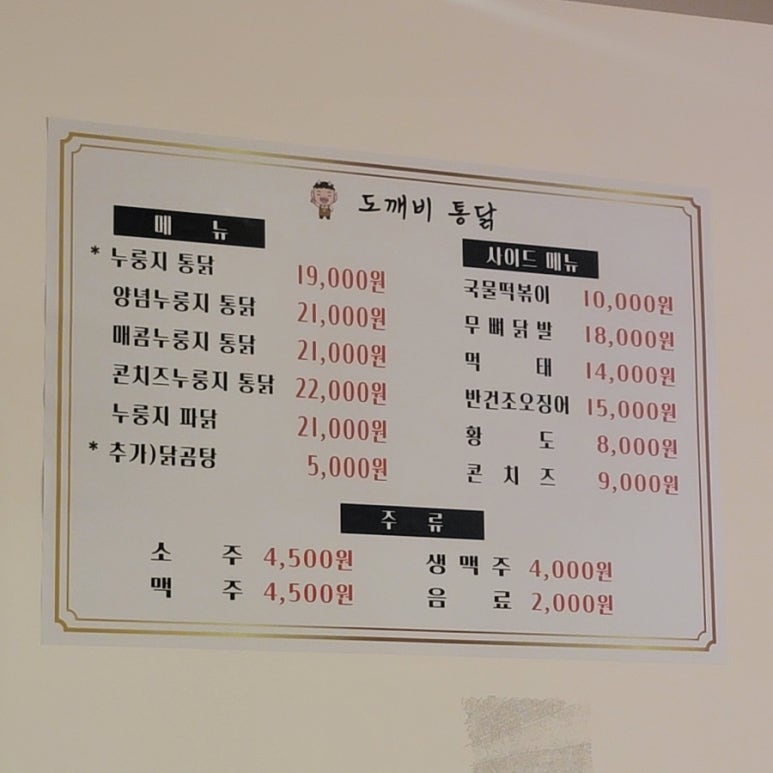 도깨비 통닭
메 뉴
* 누룽지 통닭 19,000원
양념누룽지 통닭 21,000원
매콤누룽지 통닭 21,000원
콘치즈누룽지 통닭 22,000원
누룽지 파닭 21,000원
* 추가)닭곰탕 5,000원
사이드 메뉴
국물떡볶이 10,000원
무뼈닭발 18,000원
먹 태 14,000원
반건조오징어 15,000원
황 도 8,000원
콘 치 즈 9,000원
주 류
소 주 4,500원
맥 주 4,500원
생 맥 주 4,000원
음 료 2,000원